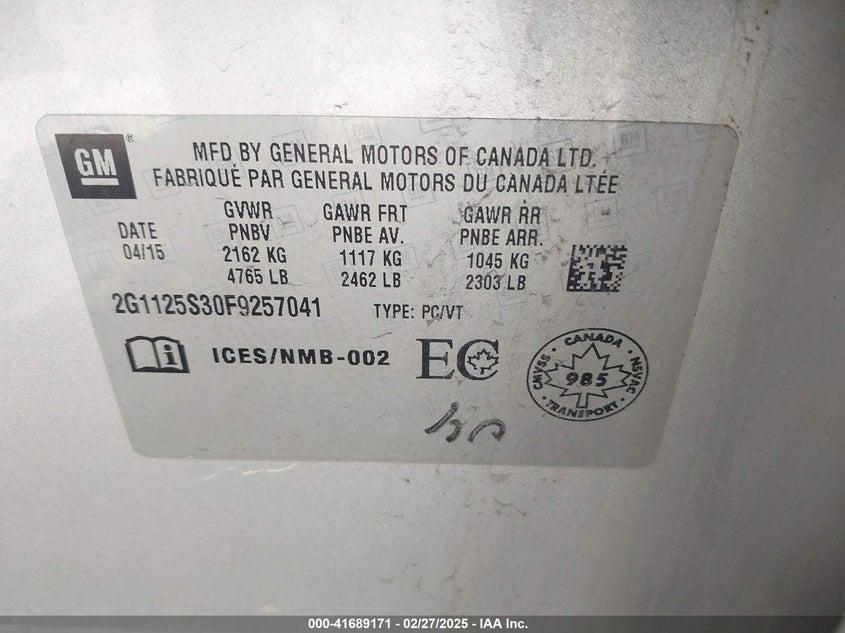 GM
MFD BY GENERAL MOTORS OF CANADA LTD.
FABRIQUÉ PAR GENERAL MOTORS DU CANADA LTÉE
DATE
04/15
GVWR
PNBV
2162 KG
4765 LB
GAWR FRT
PNBE AV.
1117 KG
2462 LB
GAWR RR
PNBE ARR.
1045 KG
2303 LB
2G1125S30F9257041
TYPE: PC/VT
ICES/NMB-002
EC
CANADA
CMVSS
985
NSVAC
TRANSPORT
000-41689171 - 02/27/2025 - IAA Inc.